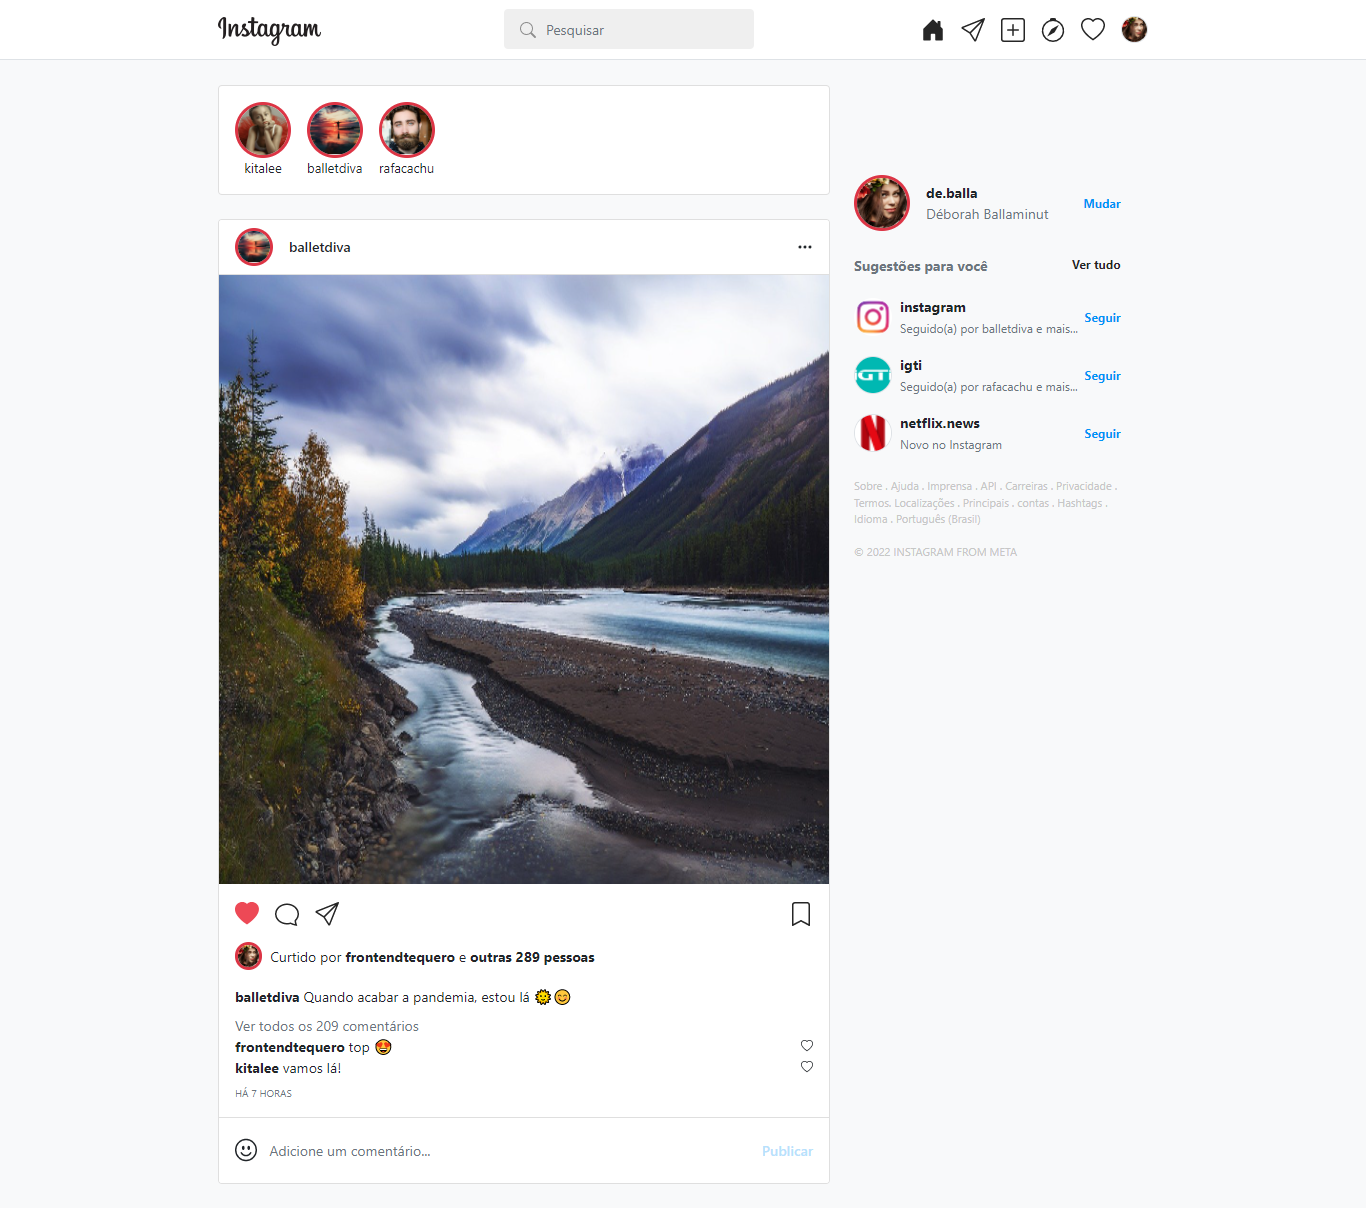 Instagram
Pesquisar
kitalee
balletdiva
rafacachu
balletdiva
de.balla
Déborah Ballaminut
Mudar
Sugestões para você
Ver tudo
instagram
Seguido(a) por balletdiva e mais...
Seguir
GT
igti
Seguido(a) por rafacachu e mais...
Seguir
N
netflix.news
Novo no Instagram
Seguir
Sobre . Ajuda . Imprensa . API . Carreiras . Privacidade .
Termos. Localizações . Principais . contas . Hashtags .
Idioma . Português (Brasil)
© 2022 INSTAGRAM FROM META
Curtido por frontendtequero e outras 289 pessoas
balletdiva Quando acabar a pandemia, estou lá 🌞😊
Ver todos os 209 comentários
frontendtequero top 🤩
kitalee vamos lá!
HÁ 7 HORAS
Adicione um comentário...
Publicar